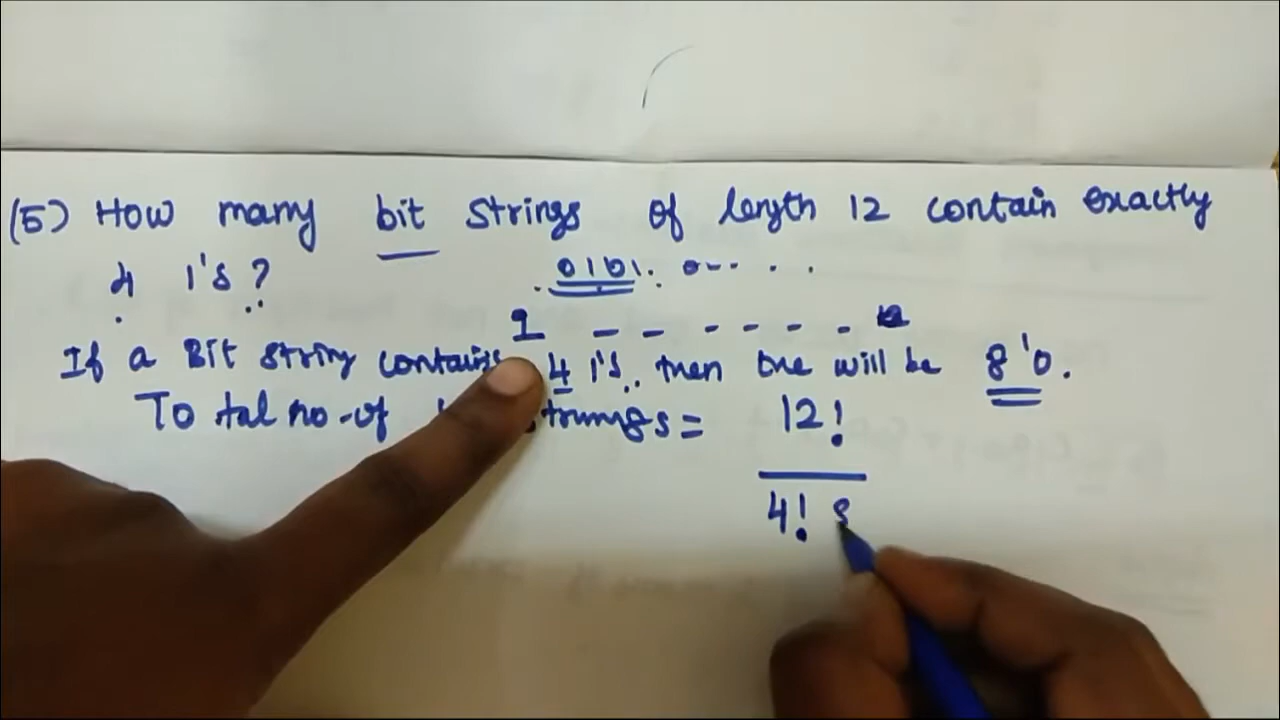 (5) How many bit strings of length 12 contain exactly
4 1's ?
. 0101. 0-- . . .
1 _ _ _ _ _ _
If a Bit string contains 4 1's, then the will be 8 '0.
To tal no-of strings = 12!
4! 8